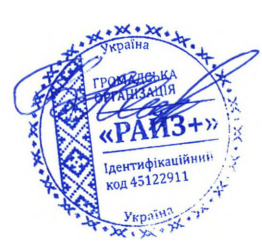 Україна
ГРОМАДСЬКА
ОРГАНІЗАЦІЯ
«РАЙЗ+»
Ідентифікаційний
код 45122911
Україна